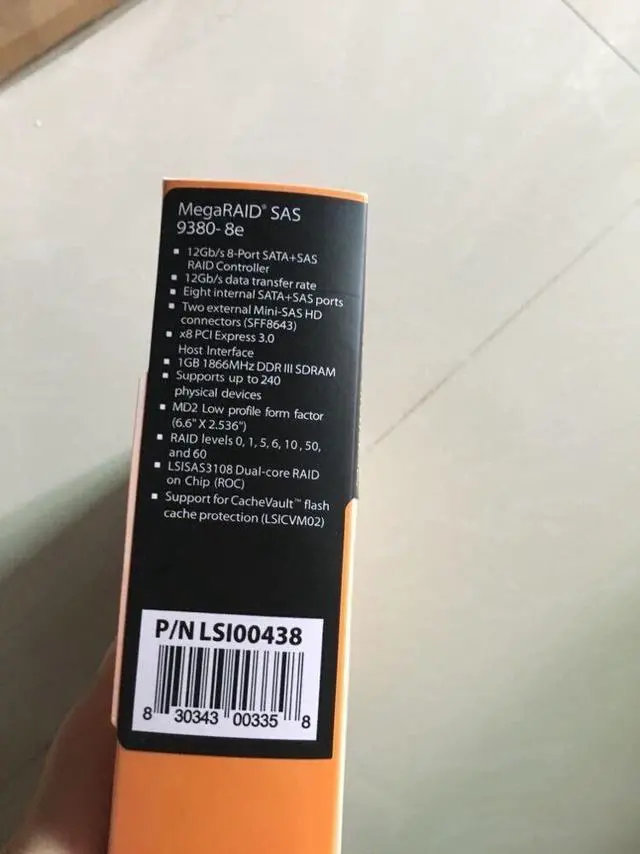 MegaRAID® SAS
9380-8e
▪ 12Gb/s 8-Port SATA+SAS
RAID Controller
▪ 12Gb/s data transfer rate
▪ Eight internal SATA+SAS ports
▪ Two external Mini-SAS HD
connectors (SFF8643)
▪ x8 PCI Express 3.0
Host Interface
▪ 1GB 1866MHz DDR III SDRAM
▪ Supports up to 240
physical devices
▪ MD2 Low profile form factor
(6.6" X 2.536")
▪ RAID levels 0, 1, 5, 6, 10, 50,
and 60
▪ LSISAS3108 Dual-core RAID
on Chip (ROC)
▪ Support for CacheVault™ flash
cache protection (LSICVM02)
P/N LSI00438
8 30343 00335 8